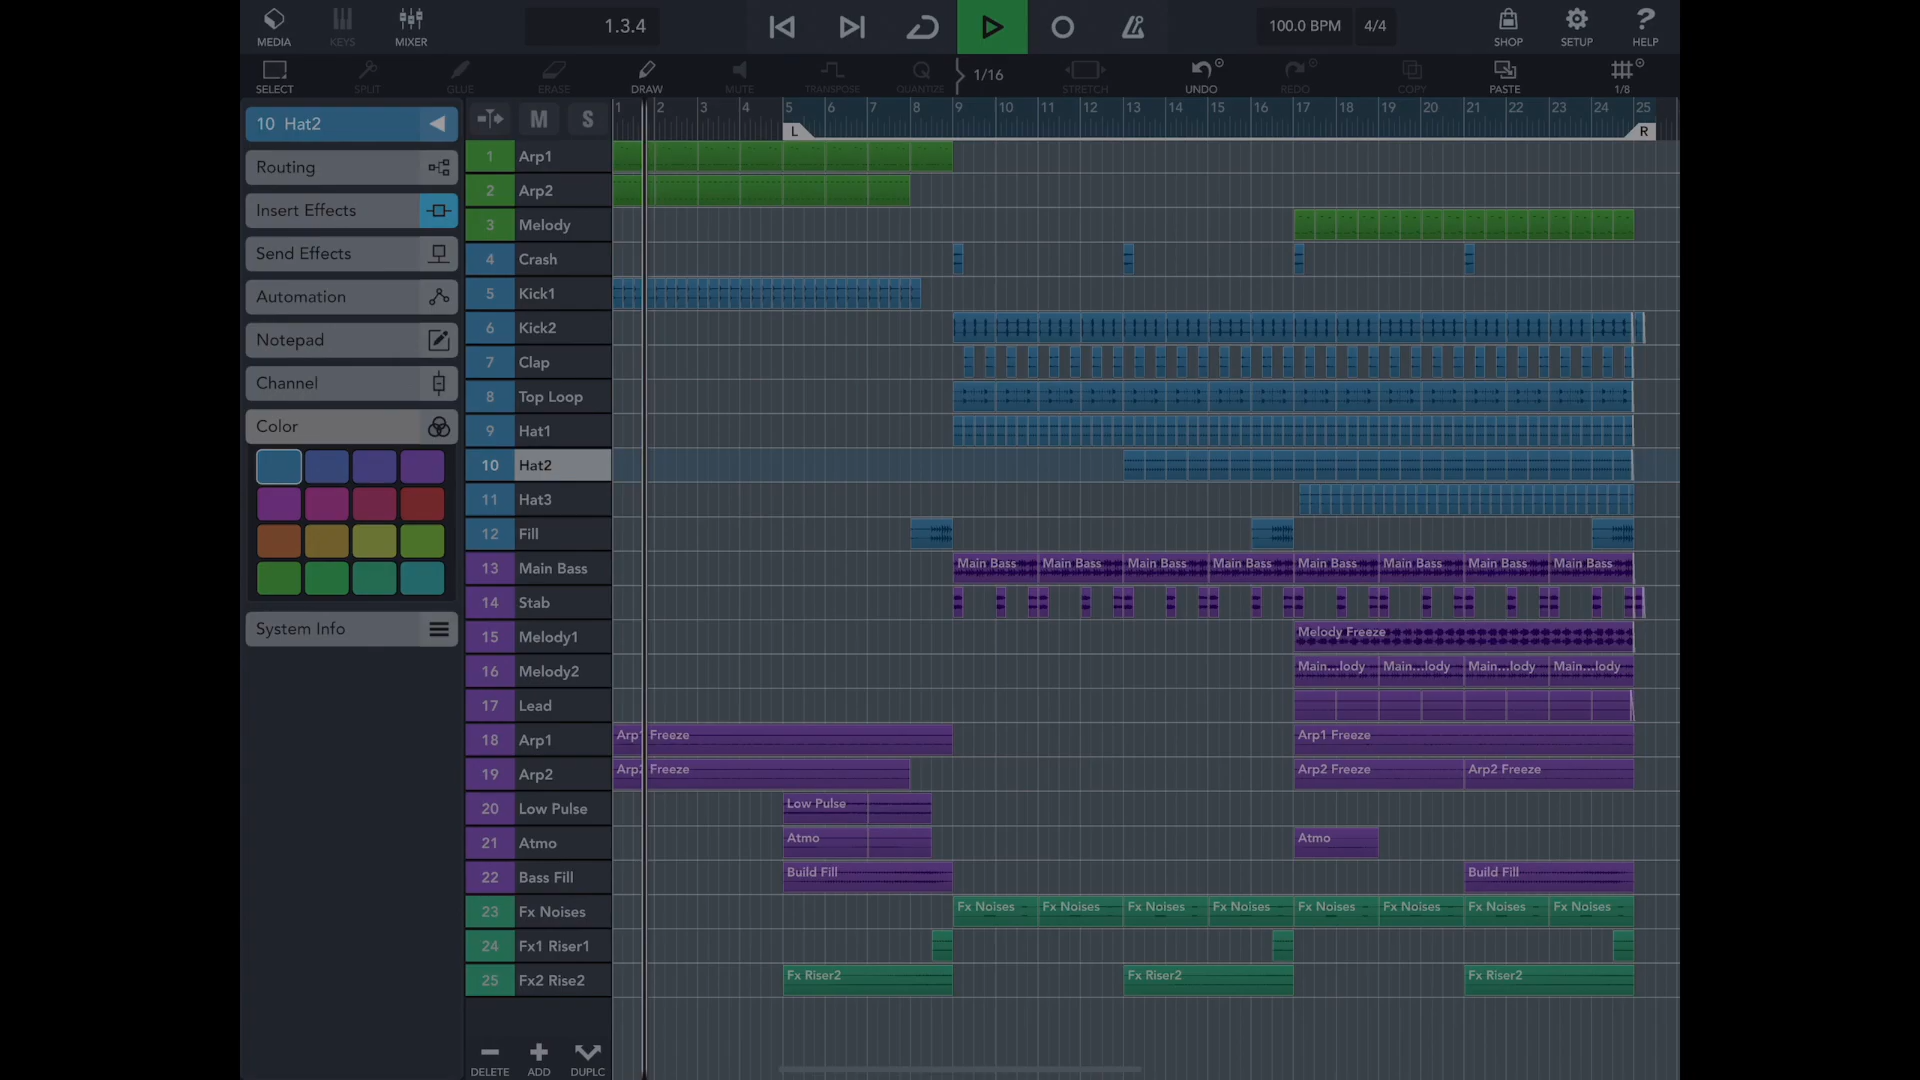 MEDIA KEYS MIXER 1.3.4 100.0 BPM 4/4 SHOP SETUP ? HELP
SELECT SPLIT GLUE ERASE DRAW MUTE TRANSPOSE QUANTIZE 1/16 STRETCH UNDO REDO COPY PASTE 1/8
10 Hat2
Routing
Insert Effects
Send Effects
Automation
Notepad
Channel
Color
System Info
M S
1 2 3 4 5 6 7 8 9 10 11 12 13 14 15 16 17 18 19 20 21 22 23 24 25
L R
1 Arp1
2 Arp2
3 Melody
4 Crash
5 Kick1
6 Kick2
7 Clap
8 Top Loop
9 Hat1
10 Hat2
11 Hat3
12 Fill
13 Main Bass Main Bass Main Bass Main Bass Main Bass Main Bass Main Bass Main Bass Main Bass
14 Stab
15 Melody1 Melody Freeze
16 Melody2 Main...lody Main...lody Main...lody Main...lody
17 Lead
18 Arp1 Arp1 Freeze Arp1 Freeze
19 Arp2 Arp2 Freeze Arp2 Freeze Arp2 Freeze
20 Low Pulse Low Pulse
21 Atmo Atmo Atmo
22 Bass Fill Build Fill Build Fill
23 Fx Noises Fx Noises Fx Noises Fx Noises Fx Noises Fx Noises Fx Noises Fx Noises Fx Noises
24 Fx1 Riser1
25 Fx2 Rise2 Fx Riser2 Fx Riser2 Fx Riser2
DELETE ADD DUPLC